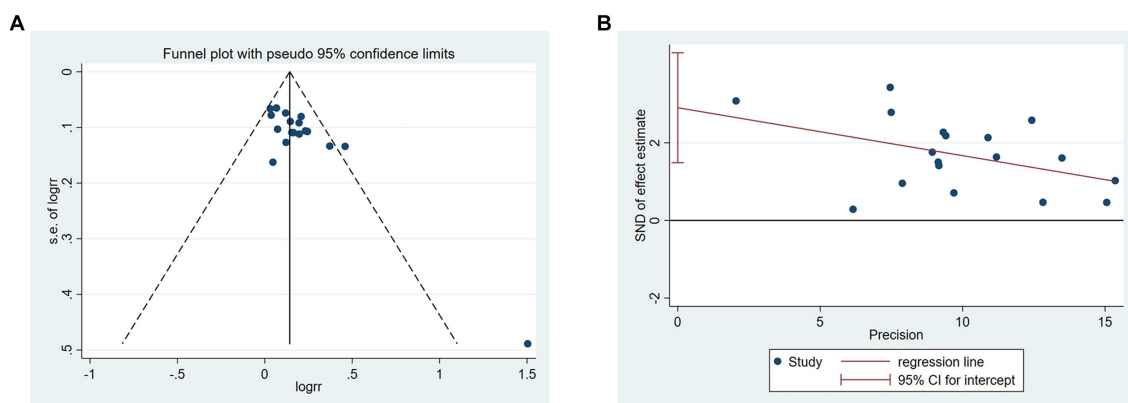 A
Funnel plot with pseudo 95% confidence limits
0
.1
.2
.3
.4
.5
s.e. of logrr
-1
-.5
0
.5
1
1.5
logrr
B
2
0
-2
SND of effect estimate
0
5
10
15
Precision
Study
regression line
95% CI for intercept